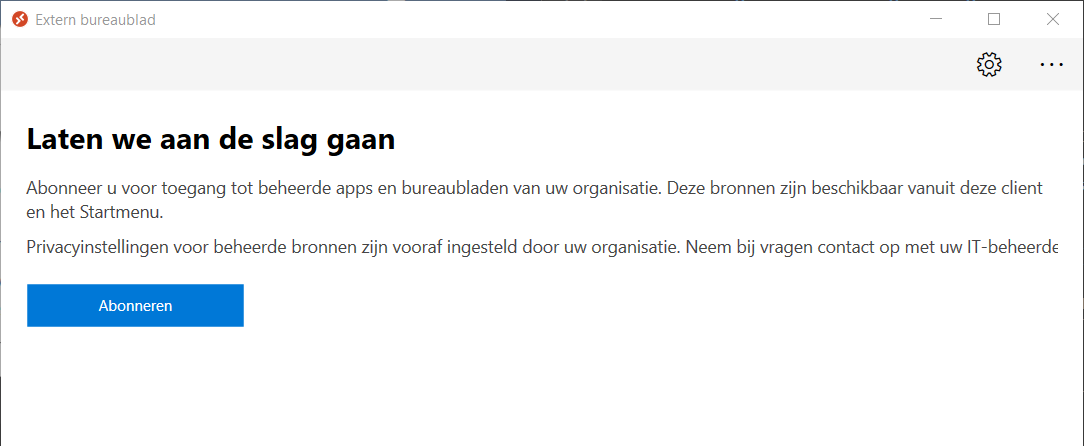 Extern bureaublad
Laten we aan de slag gaan
Abonneer u voor toegang tot beheerde apps en bureaubladen van uw organisatie. Deze bronnen zijn beschikbaar vanuit deze client
en het Startmenu.
Privacyinstellingen voor beheerde bronnen zijn vooraf ingesteld door uw organisatie. Neem bij vragen contact op met uw IT-beheerde
Abonneren